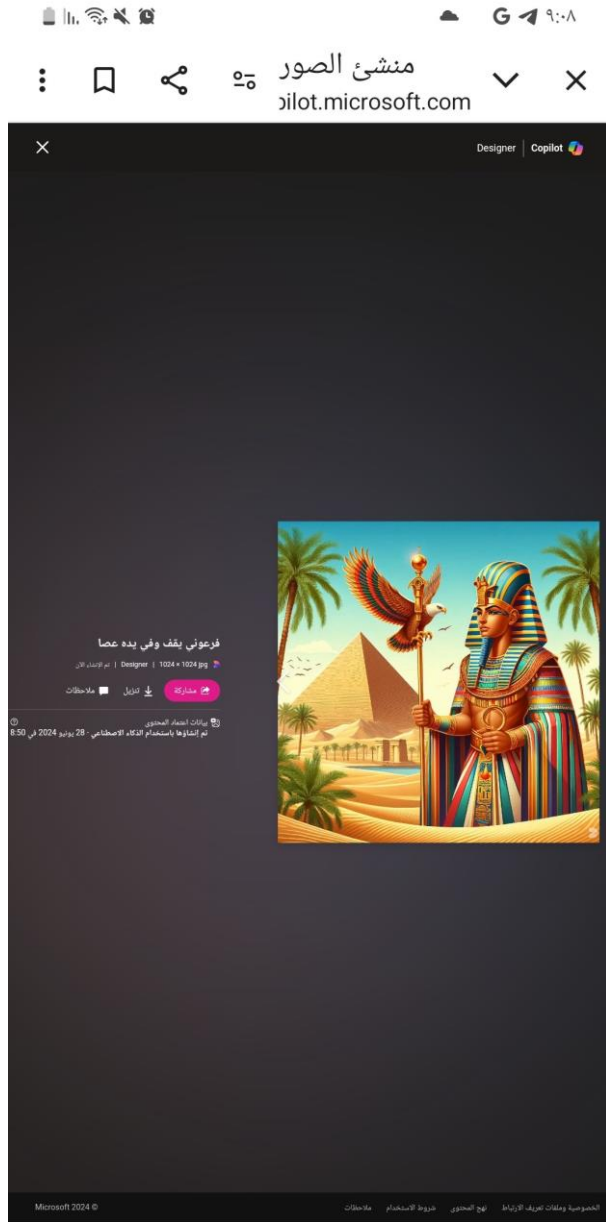 ٩:٠٨
منشئ الصور
pilot.microsoft.com
Designer | Copilot
فرعوني يقف وفي يده عصا
1024 × 1024 jpg | Designer | تم الإنشاء الآن
مشاركة تنزيل ملاحظات
بيانات اعتماد المحتوى
تم إنشاؤها باستخدام الذكاء الاصطناعي - 28 يونيو 2024 في 8:50
الخصوصية وملفات تعريف الارتباط نهج المحتوى شروط الاستخدام ملاحظات
Microsoft 2024 ©